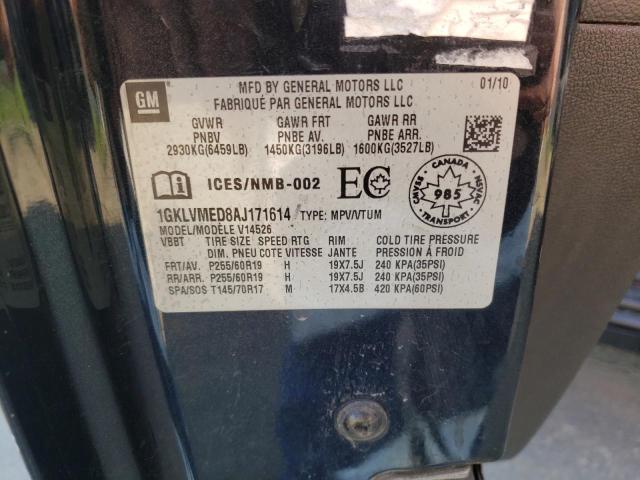 GM
MFD BY GENERAL MOTORS LLC 01/10
FABRIQUÉ PAR GENERAL MOTORS LLC
GVWR GAWR FRT GAWR RR
PNBV PNBE AV. PNBE ARR.
2930KG(6459LB) 1450KG(3196LB) 1600KG(3527LB)
ICES/NMB-002 EC CANADA CMVSS 985 NSVAC TRANSPORT
1GKLVMED8AJ171614 TYPE: MPV/VTUM
MODEL/MODÈLE V14526
VBBT TIRE SIZE SPEED RTG RIM COLD TIRE PRESSURE
DIM. PNEU COTE VITESSE JANTE PRESSION À FROID
FRT/AV. P255/60R19 H 19X7.5J 240 KPA(35PSI)
RR/ARR. P255/60R19 H 19X7.5J 240 KPA(35PSI)
SPA/SOS T145/70R17 M 17X4.5B 420 KPA(60PSI)